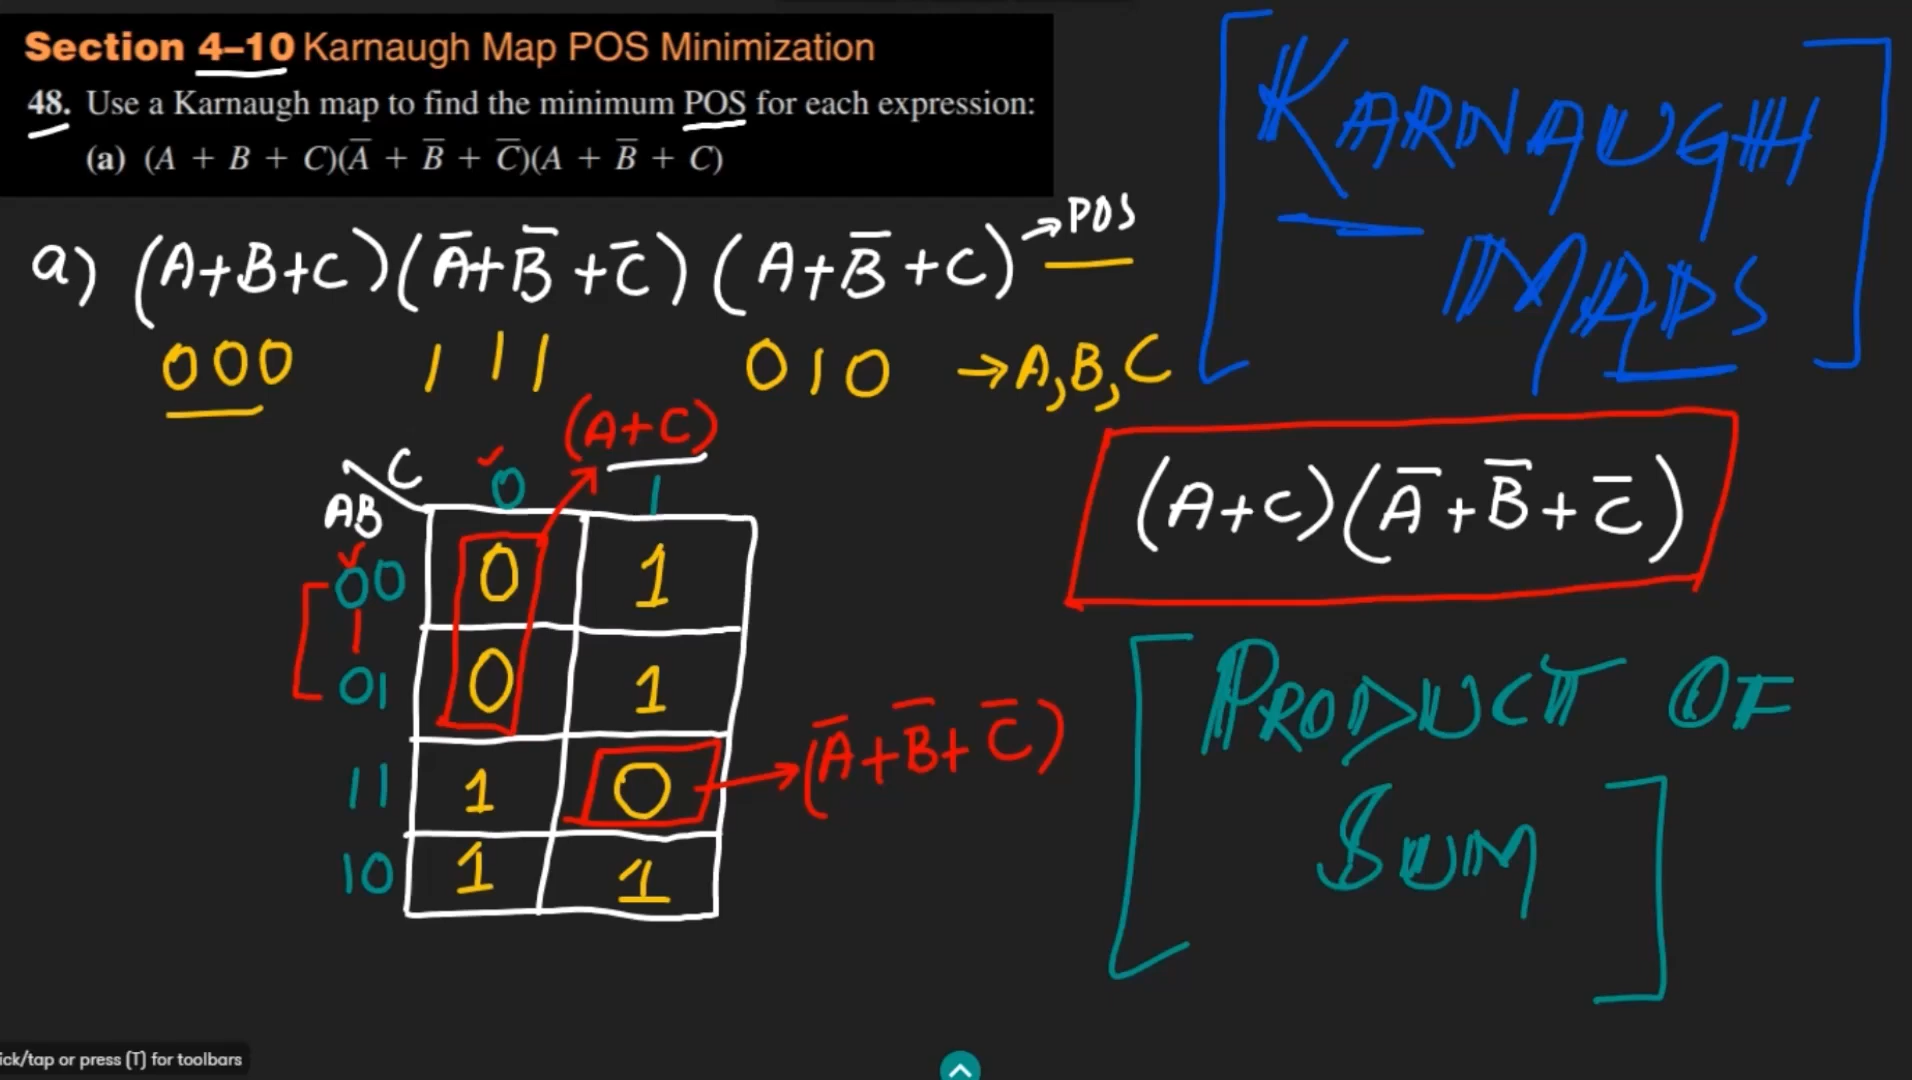 Section 4–10 Karnaugh Map POS Minimization
48. Use a Karnaugh map to find the minimum POS for each expression:
(a) (A + B + C)(A̅ + B̅ + C̅)(A + B̅ + C)
a) (A+B+C)(A̅+B̅+C̅)(A+B̅+C) →POS
000 111 010 →A,B,C
KARNAUGH
MAPS
(A+C)
C 0 1
AB
00 0 1
01 0 1
11 1 0 →(A̅+B̅+C̅)
10 1 1
(A+C)(A̅+B̅+C̅)
PRODUCT OF
SUM
ick/tap or press (T) for toolbars